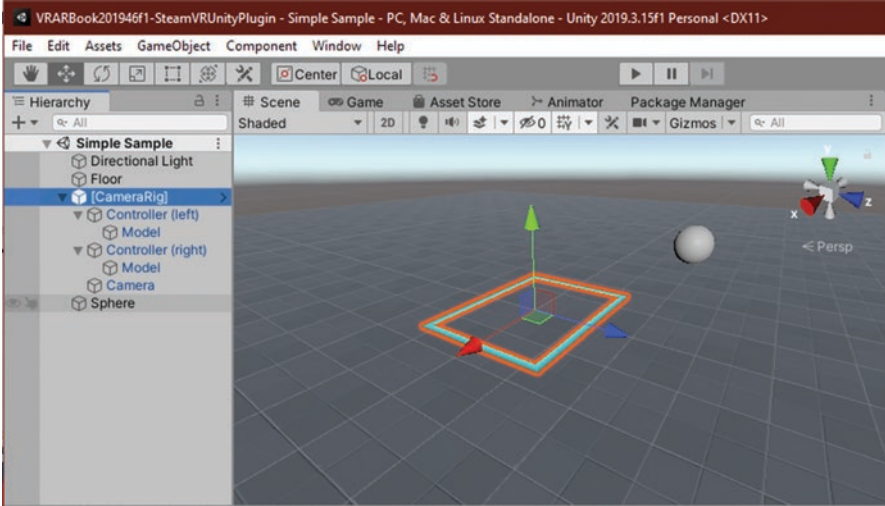 VRARBook201946f1-SteamVRUnityPlugin - Simple Sample - PC, Mac & Linux Standalone - Unity 2019.3.15f1 Personal <DX11>
File Edit Assets GameObject Component Window Help
Center Local
Hierarchy
Scene Game Asset Store Animator Package Manager
All
Shaded 2D 0 Gizmos All
Simple Sample
Directional Light
Floor
[CameraRig]
Controller (left)
Model
Controller (right)
Model
Camera
Sphere
y
x z
Persp